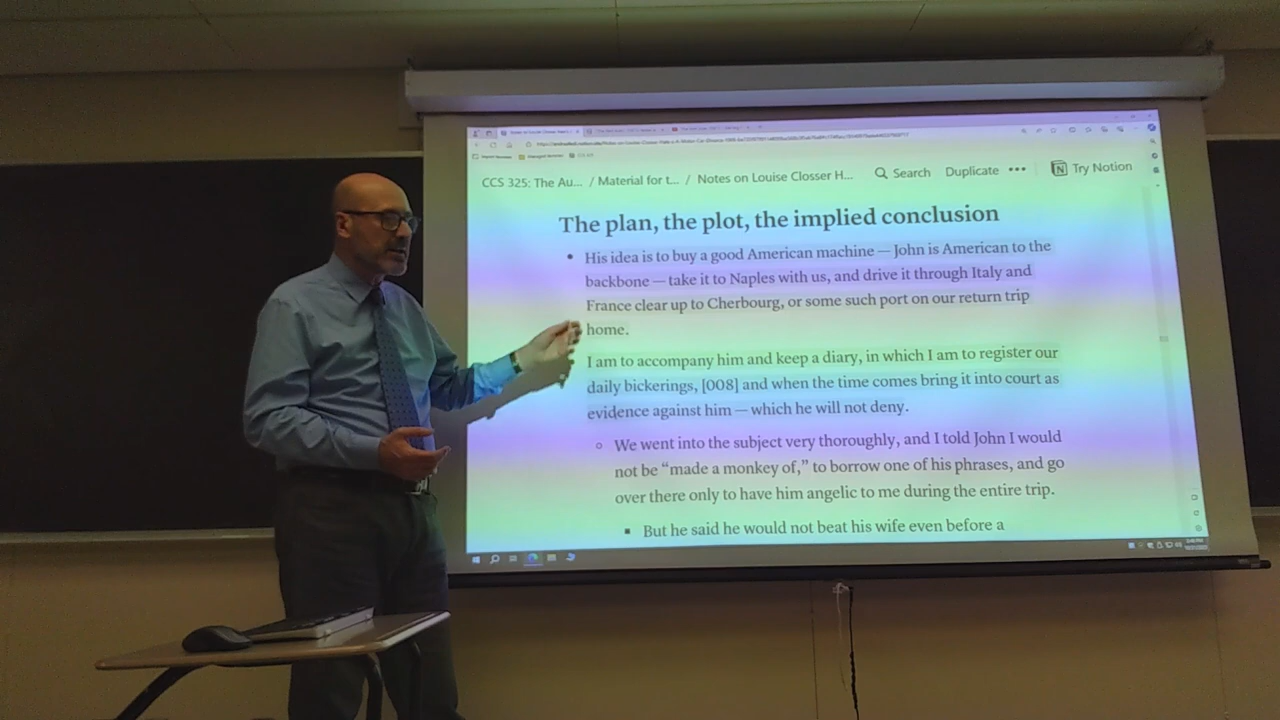 CCS 325: The Au... / Material for t... / Notes on Louise Closser H... Search Duplicate ••• Try Notion
The plan, the plot, the implied conclusion
• His idea is to buy a good American machine — John is American to the
backbone — take it to Naples with us, and drive it through Italy and
France clear up to Cherbourg, or some such port on our return trip
home.
I am to accompany him and keep a diary, in which I am to register our
daily bickerings, [008] and when the time comes bring it into court as
evidence against him — which he will not deny.
We went into the subject very thoroughly, and I told John I would
not be “made a monkey of,” to borrow one of his phrases, and go
over there only to have him angelic to me during the entire trip.
But he said he would not beat his wife even before a